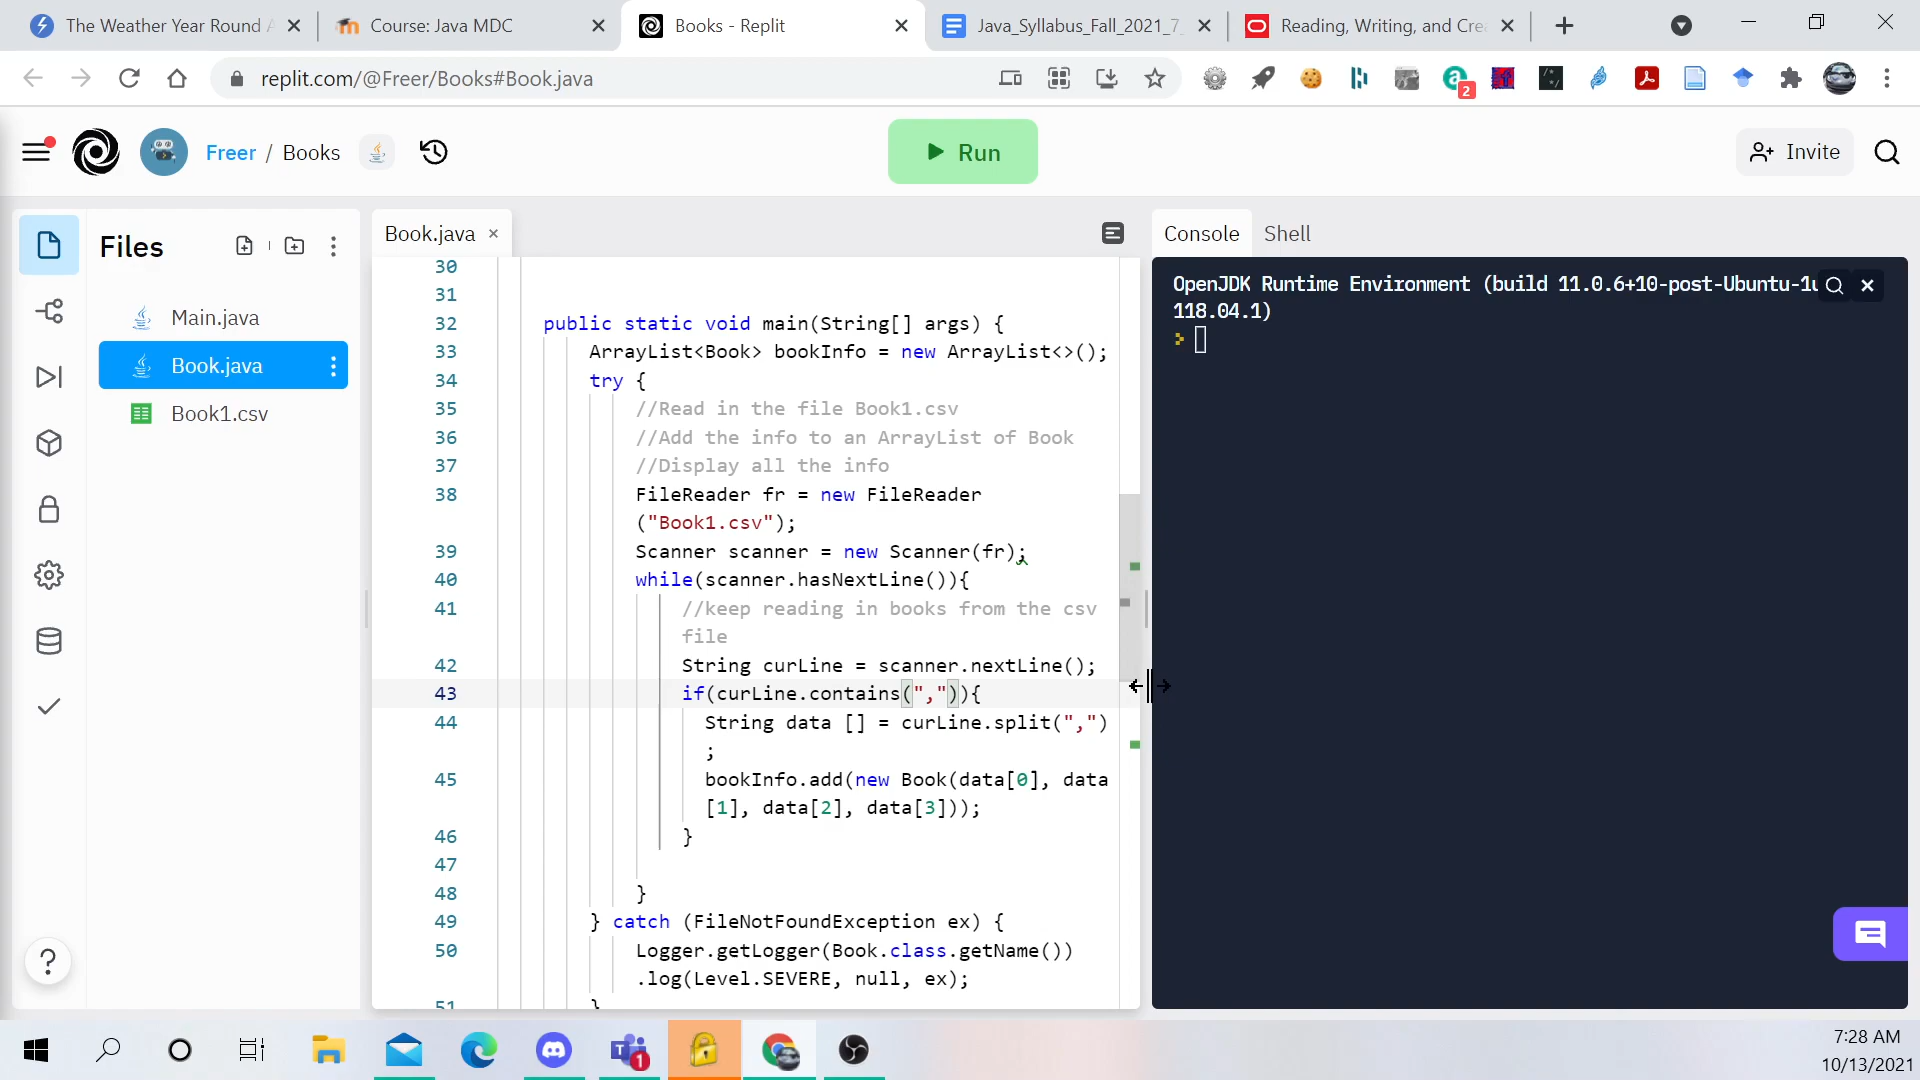 The Weather Year Round A
Course: Java MDC
Books - Replit
Java_Syllabus_Fall_2021_7_
Reading, Writing, and Cre
replit.com/@Freer/Books#Book.java
2
Freer / Books
Run
Invite
Files
Main.java
Book.java
Book1.csv
Book.java
30
31
32 public static void main(String[] args) {
33 ArrayList<Book> bookInfo = new ArrayList<>();
34 try {
35 //Read in the file Book1.csv
36 //Add the info to an ArrayList of Book
37 //Display all the info
38 FileReader fr = new FileReader
("Book1.csv");
39 Scanner scanner = new Scanner(fr);
40 while(scanner.hasNextLine()){
41 //keep reading in books from the csv
file
42 String curLine = scanner.nextLine();
43 if(curLine.contains(",")){
44 String data [] = curLine.split(",")
;
45 bookInfo.add(new Book(data[0], data
[1], data[2], data[3]));
46 }
47
48 }
49 } catch (FileNotFoundException ex) {
50 Logger.getLogger(Book.class.getName())
.log(Level.SEVERE, null, ex);
51 }
Console
Shell
OpenJDK Runtime Environment (build 11.0.6+10-post-Ubuntu-1u
118.04.1)
>
?
1
7:28 AM
10/13/2021